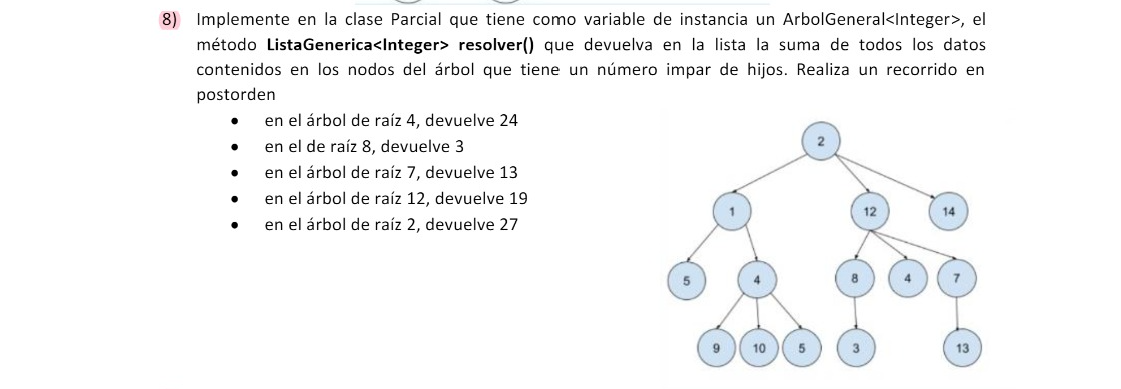 8) Implemente en la clase Parcial que tiene como variable de instancia un ArbolGeneral<Integer>, el
método ListaGenerica<Integer> resolver() que devuelva en la lista la suma de todos los datos
contenidos en los nodos del árbol que tiene un número impar de hijos. Realiza un recorrido en
postorden
• en el árbol de raíz 4, devuelve 24
• en el de raíz 8, devuelve 3
• en el árbol de raíz 7, devuelve 13
• en el árbol de raíz 12, devuelve 19
• en el árbol de raíz 2, devuelve 27
2
1 12 14
5 4 8 4 7
9 10 5 3 13